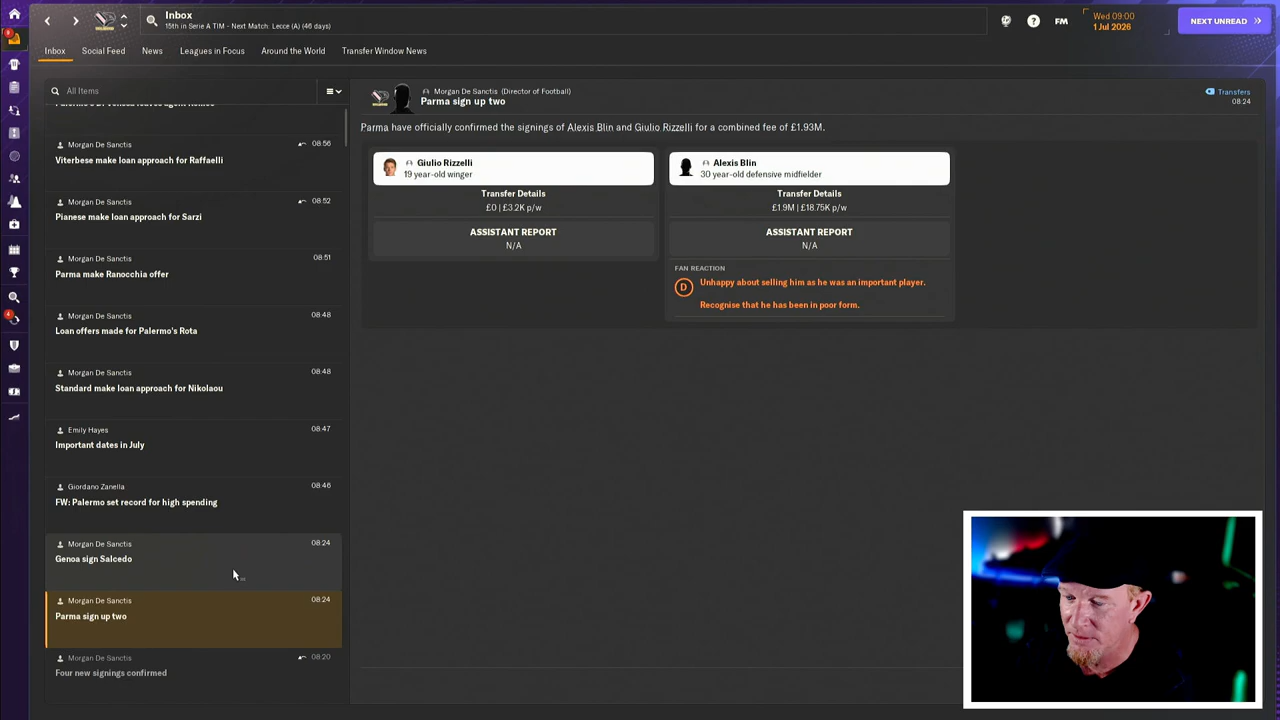 Inbox
15th in Serie A TIM - Next Match: Lecce (A) (46 days)
FM
Wed 09:00
1 Jul 2026
NEXT UNREAD
Inbox
Social Feed
News
Leagues in Focus
Around the World
Transfer Window News
All Items
Morgan De Sanctis
08:56
Viterbese make loan approach for Raffaelli
Morgan De Sanctis
08:52
Pianese make loan approach for Sarzi
Morgan De Sanctis
08:51
Parma make Ranocchia offer
Morgan De Sanctis
08:48
Loan offers made for Palermo's Rota
Morgan De Sanctis
08:48
Standard make loan approach for Nikolaou
Emily Hayes
08:47
Important dates in July
Giordano Zanella
08:46
FW: Palermo set record for high spending
Morgan De Sanctis
08:24
Genoa sign Salcedo
Morgan De Sanctis
08:24
Parma sign up two
Morgan De Sanctis
08:20
Four new signings confirmed
Morgan De Sanctis (Director of Football)
Parma sign up two
Transfers
08:24
Parma have officially confirmed the signings of Alexis Blin and Giulio Rizzelli for a combined fee of £1.93M.
Giulio Rizzelli
19 year-old winger
Transfer Details
£0 | £3.2K p/w
ASSISTANT REPORT
N/A
Alexis Blin
30 year-old defensive midfielder
Transfer Details
£1.9M | £18.75K p/w
ASSISTANT REPORT
N/A
FAN REACTION
D
Unhappy about selling him as he was an important player.
Recognise that he has been in poor form.